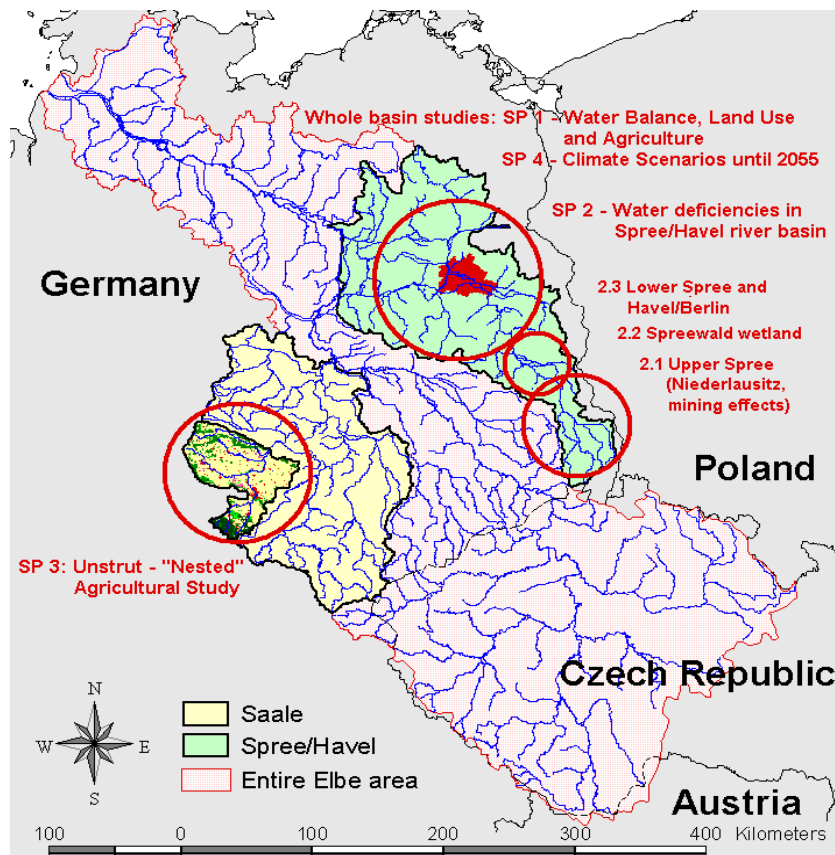 Whole basin studies: SP 1 - Water Balance, Land Use
and Agriculture
SP 4 - Climate Scenarios until 2055
SP 2 - Water deficiencies in
Spree/Havel river basin
Germany
2.3 Lower Spree and
Havel/Berlin
2.2 Spreewald wetland
2.1 Upper Spree
(Niederlausitz,
mining effects)
Poland
SP 3: Unstrut - "Nested"
Agricultural Study
Czech Republic
N
W
E
S
Saale
Spree/Havel
Entire Elbe area
Austria
100 0 100 200 300 400 Kilometers